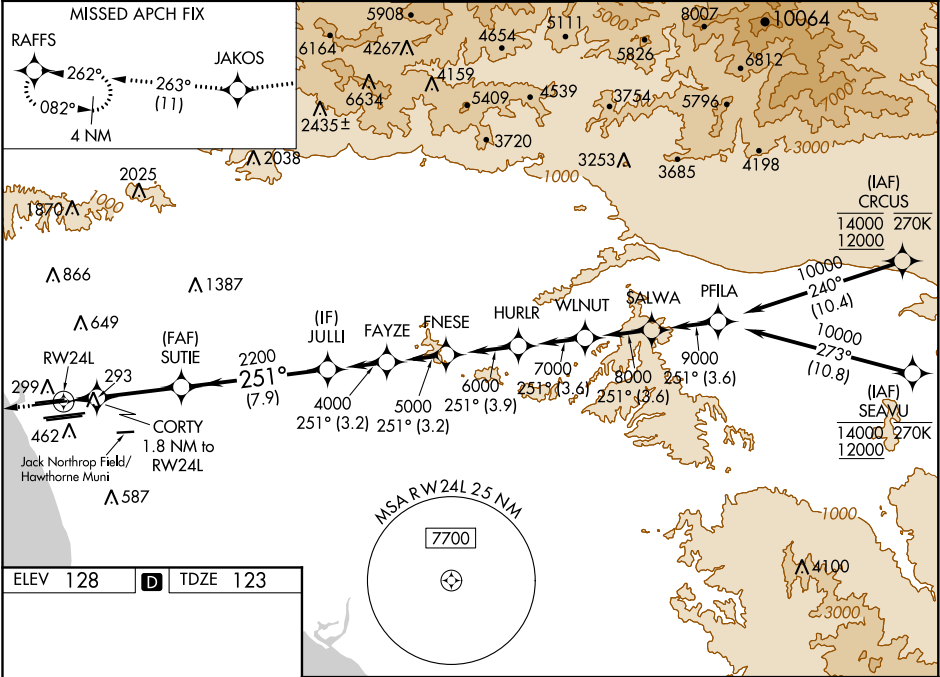 MISSED APCH FIX
RAFFS
JAKOS
262°
263°
(11)
082°
4 NM
5908
6164
4267
4654
5111
5826
8007
10064
6812
6634
4159
5409
4539
3754
5796
7000
2435±
3720
3253
3685
4198
3000
2038
1000
2025
1870
1000
866
1387
649
(IAF)
CRCUS
14000 270K
12000
10000
240°
(10.4)
PFILA
SALWA
WLNUT
HURLR
FNESE
FAYZE
(IF)
JULLI
(FAF)
SUTIE
RW24L
293
299
2200
251°
(7.9)
4000
251° (3.2)
5000
251° (3.2)
6000
251° (3.9)
7000
251° (3.6)
8000
251° (3.6)
9000
251° (3.6)
10000
273°
(10.8)
(IAF)
SEAVU
14000 270K
12000
462
CORTY
1.8 NM to
RW24L
Jack Northrop Field/
Hawthorne Muni
587
MSA RW24L 25 NM
7700
1000
4100
3000
ELEV 128 D TDZE 123